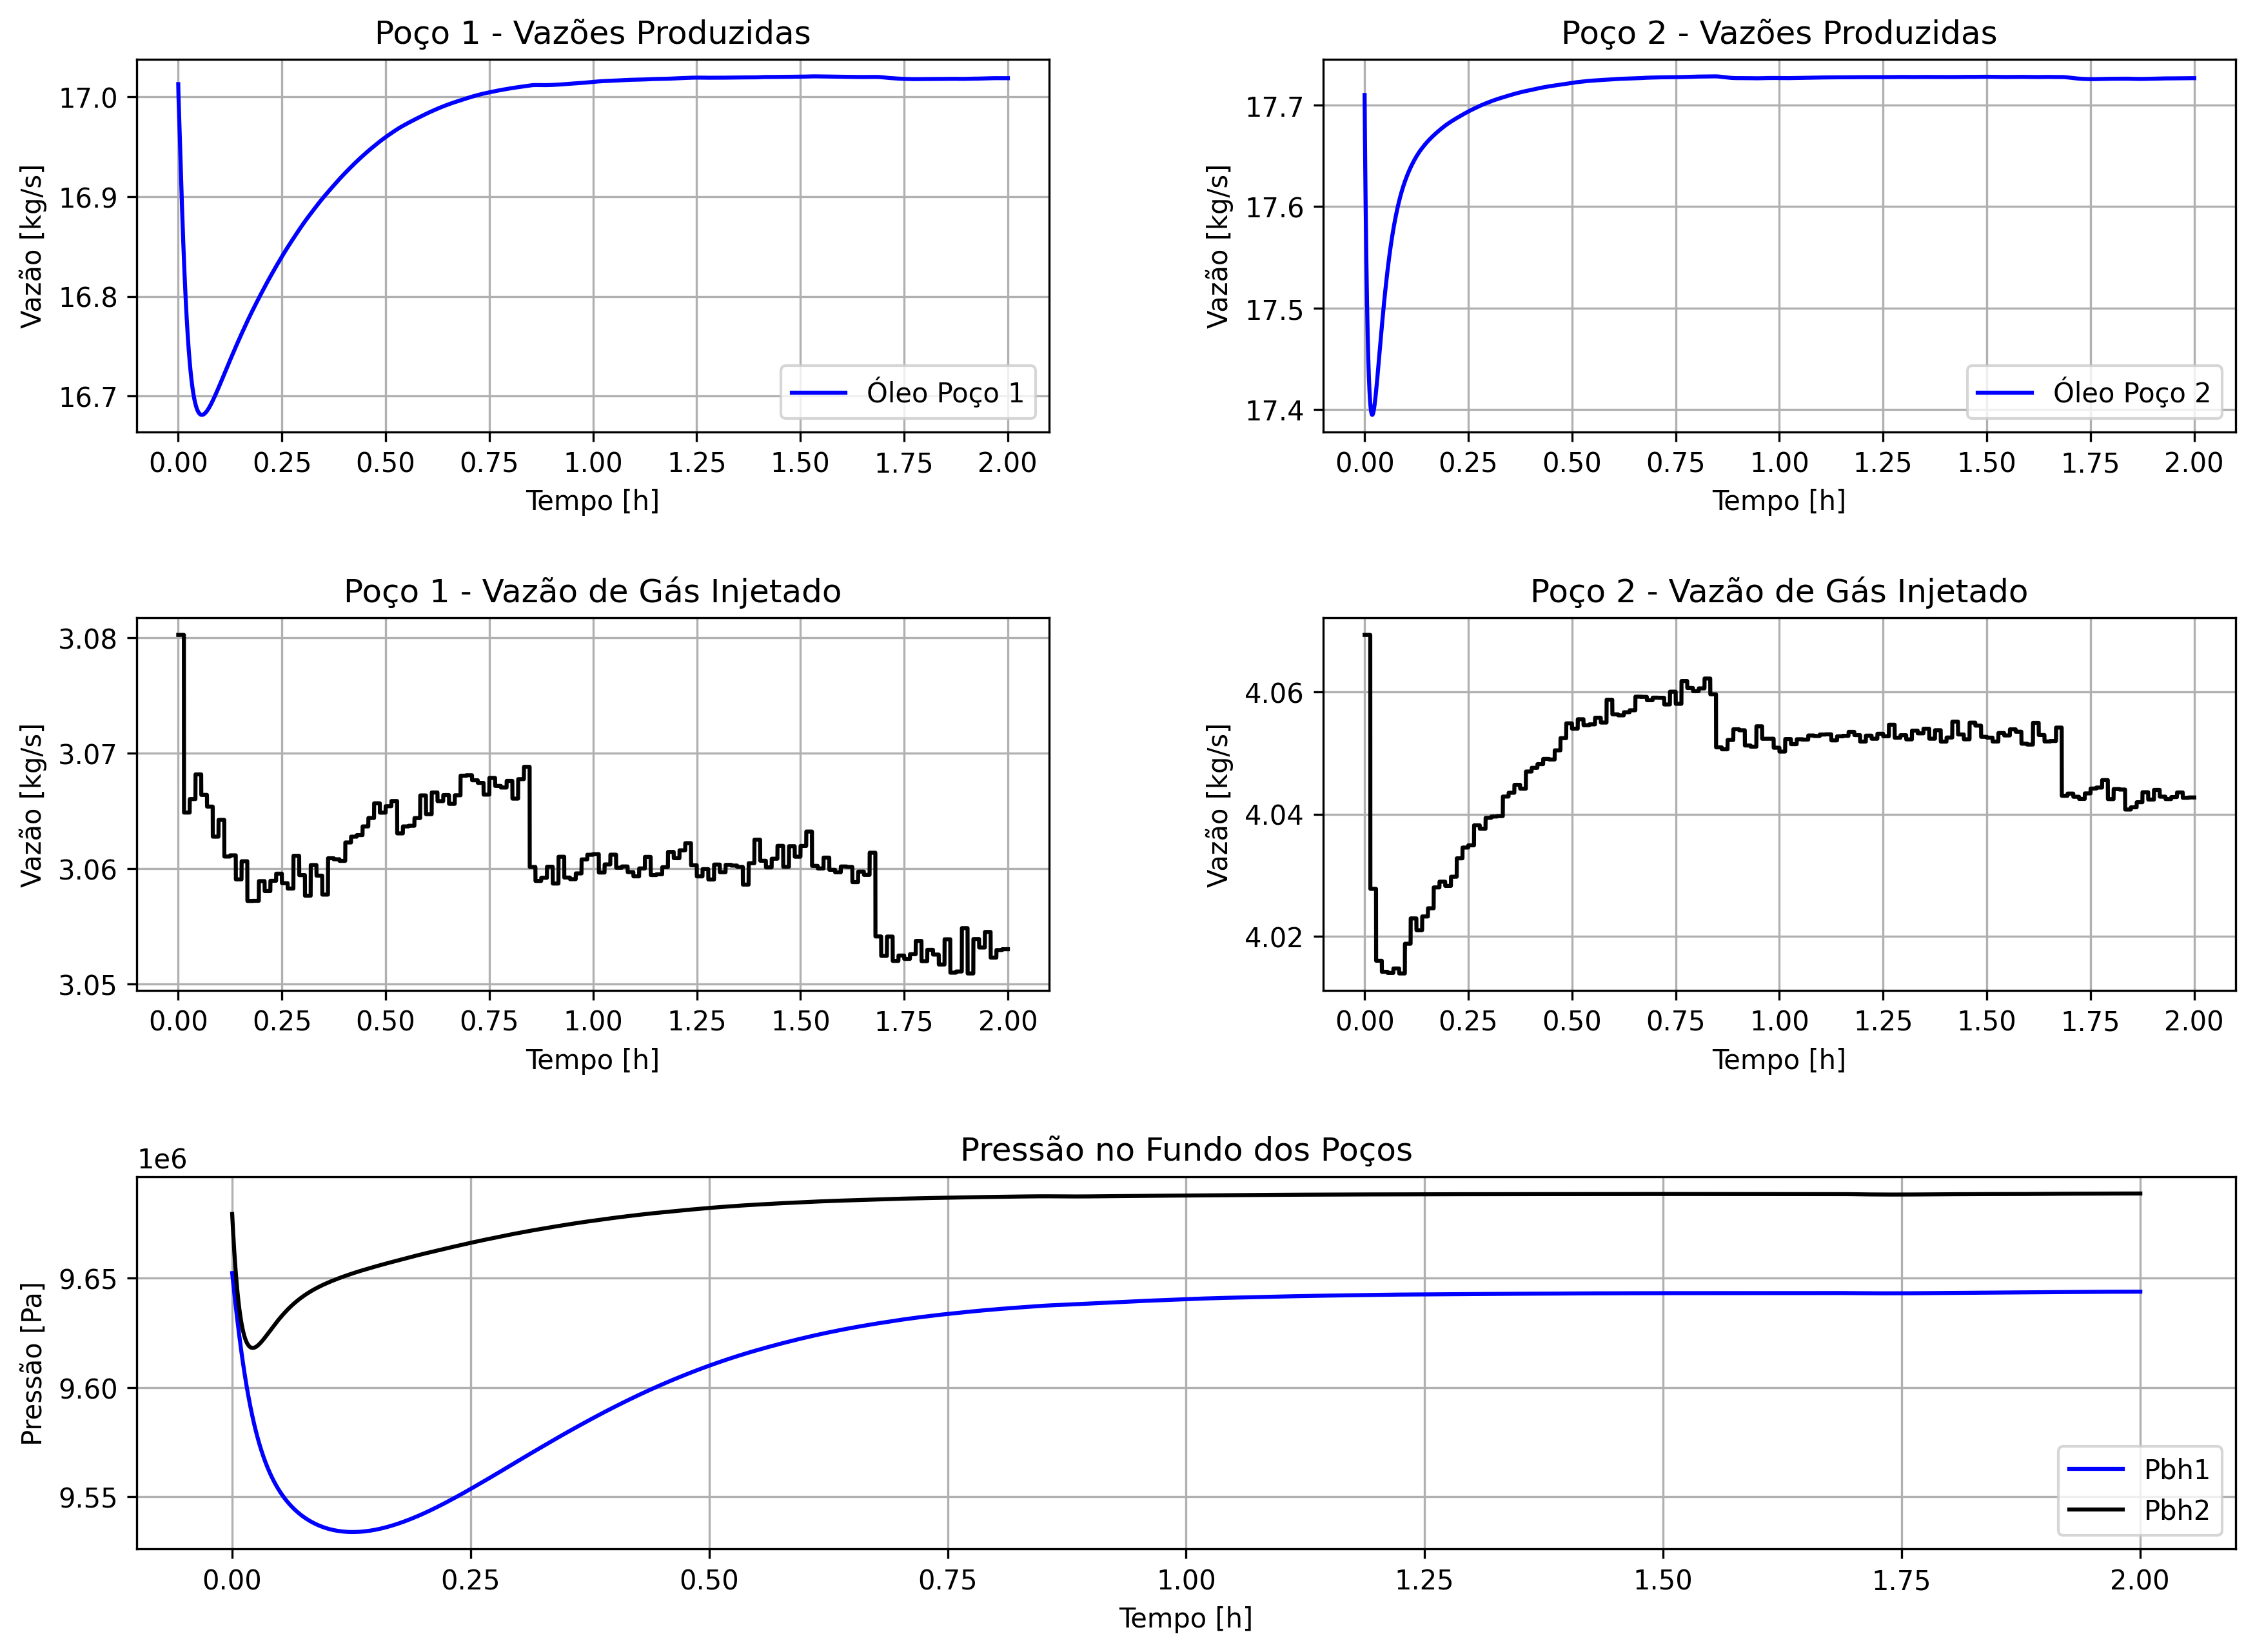 Poço 1 - Vazões Produzidas
Vazão [kg/s]
17.0
16.9
16.8
16.7
Óleo Poço 1
0.00 0.25 0.50 0.75 1.00 1.25 1.50 1.75 2.00
Tempo [h]
Poço 2 - Vazões Produzidas
Vazão [kg/s]
17.7
17.6
17.5
17.4
Óleo Poço 2
0.00 0.25 0.50 0.75 1.00 1.25 1.50 1.75 2.00
Tempo [h]
Poço 1 - Vazão de Gás Injetado
Vazão [kg/s]
3.08
3.07
3.06
3.05
0.00 0.25 0.50 0.75 1.00 1.25 1.50 1.75 2.00
Tempo [h]
Poço 2 - Vazão de Gás Injetado
Vazão [kg/s]
4.06
4.04
4.02
0.00 0.25 0.50 0.75 1.00 1.25 1.50 1.75 2.00
Tempo [h]
Pressão no Fundo dos Poços
1e6
Pressão [Pa]
9.65
9.60
9.55
Pbh1
Pbh2
0.00 0.25 0.50 0.75 1.00 1.25 1.50 1.75 2.00
Tempo [h]